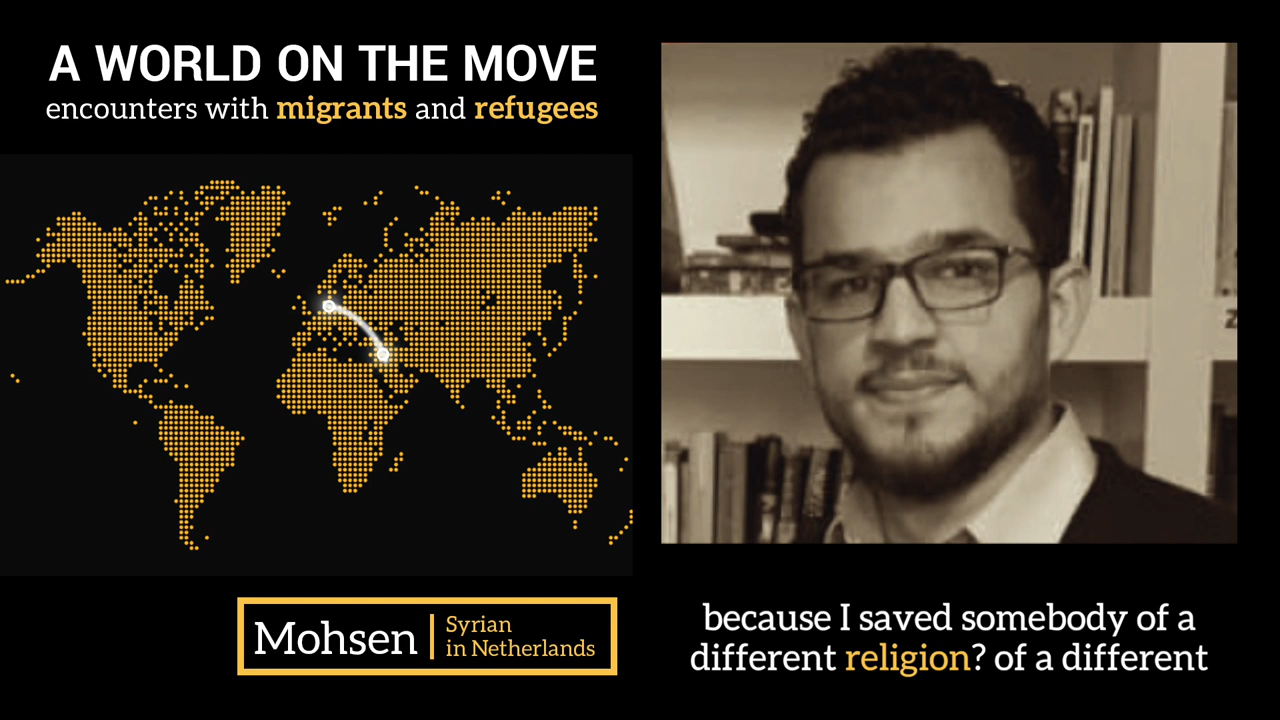 A WORLD ON THE MOVE
encounters with migrants and refugees
Mohsen
Syrian
in Netherlands
because I saved somebody of a
different religion? of a different